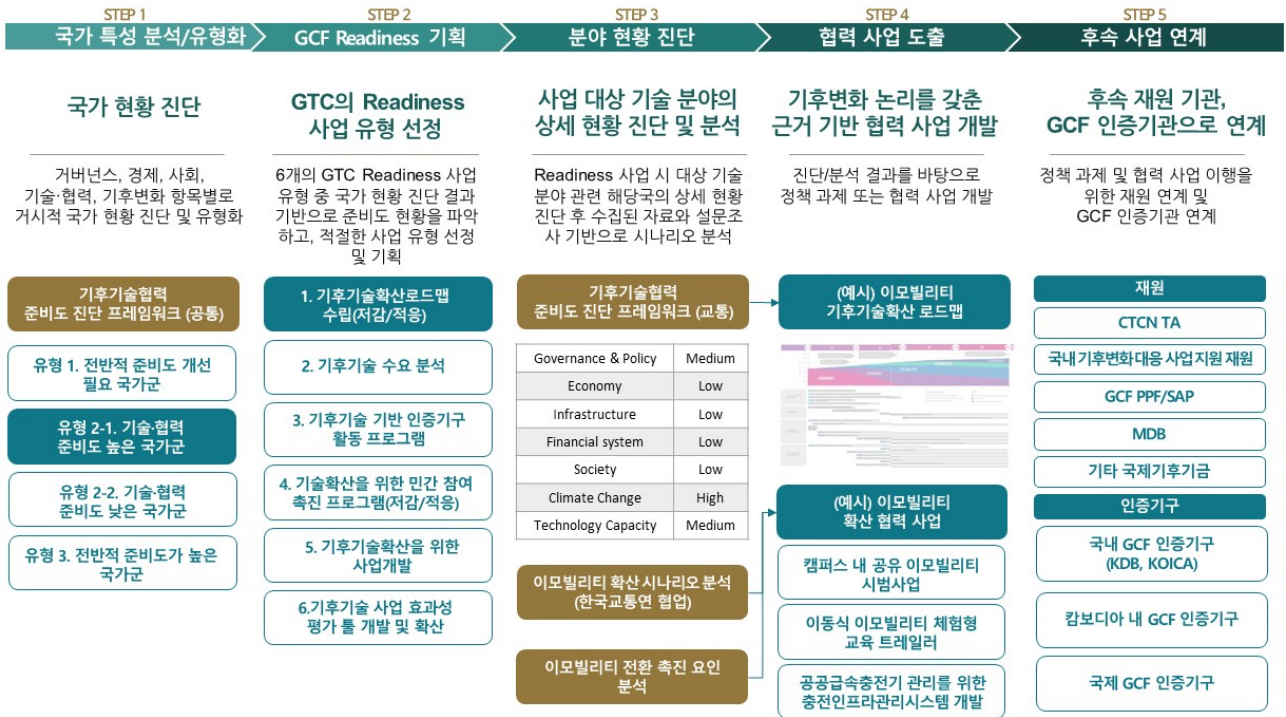 STEP 1
국가 특성 분석/유형화
국가 현황 진단
거버넌스, 경제, 사회,
기술·협력, 기후변화 항목별로
거시적 국가 현황 진단 및 유형화
기후기술협력
준비도 진단 프레임워크 (공통)
유형 1. 전반적 준비도 개선
필요 국가군
유형 2-1. 기술·협력
준비도 높은 국가군
유형 2-2. 기술·협력
준비도 낮은 국가군
유형 3. 전반적 준비도가 높은
국가군
STEP 2
GCF Readiness 기획
GTC의 Readiness
사업 유형 선정
6개의 GTC Readiness 사업
유형 중 국가 현황 진단 결과
기반으로 준비도 현황을 파악
하고, 적절한 사업 유형 선정
및 기획
1. 기후기술확산로드맵
수립(저감/적응)
2. 기후기술 수요 분석
3. 기후기술 기반 인증기구
활동 프로그램
4. 기술확산을 위한 민간 참여
촉진 프로그램(저감/적응)
5. 기후기술확산을 위한
사업개발
6.기후기술 사업 효과성
평가 툴 개발 및 확산
STEP 3
분야 현황 진단
사업 대상 기술 분야의
상세 현황 진단 및 분석
Readiness 사업 시 대상 기술
분야 관련 해당국의 상세 현황
진단 후 수집된 자료와 설문조
사 기반으로 시나리오 분석
기후기술협력
준비도 진단 프레임워크 (교통)
Governance & Policy Medium
Economy Low
Infrastructure Low
Financial system Low
Society Low
Climate Change High
Technology Capacity Medium
이모빌리티 확산 시나리오 분석
(한국교통연 협업)
이모빌리티 전환 촉진 요인
분석
STEP 4
협력 사업 도출
기후변화 논리를 갖춘
근거 기반 협력 사업 개발
진단/분석 결과를 바탕으로
정책 과제 또는 협력 사업 개발
(예시) 이모빌리티
기후기술확산 로드맵
(예시) 이모빌리티
확산 협력 사업
캠퍼스 내 공유 이모빌리티
시범사업
이동식 이모빌리티 체험형
교육 트레일러
공공급속충전기 관리를 위한
충전인프라관리시스템 개발
STEP 5
후속 사업 연계
후속 재원 기관,
GCF 인증기관으로 연계
정책 과제 및 협력 사업 이행을
위한 재원 연계 및
GCF 인증기관 연계
재원
CTCN TA
국내 기후변화 대응 사업 지원 재원
GCF PPF/SAP
MDB
기타 국제기후기금
인증기구
국내 GCF 인증기구
(KDB, KOICA)
캄보디아 내 GCF 인증기구
국제 GCF 인증기구